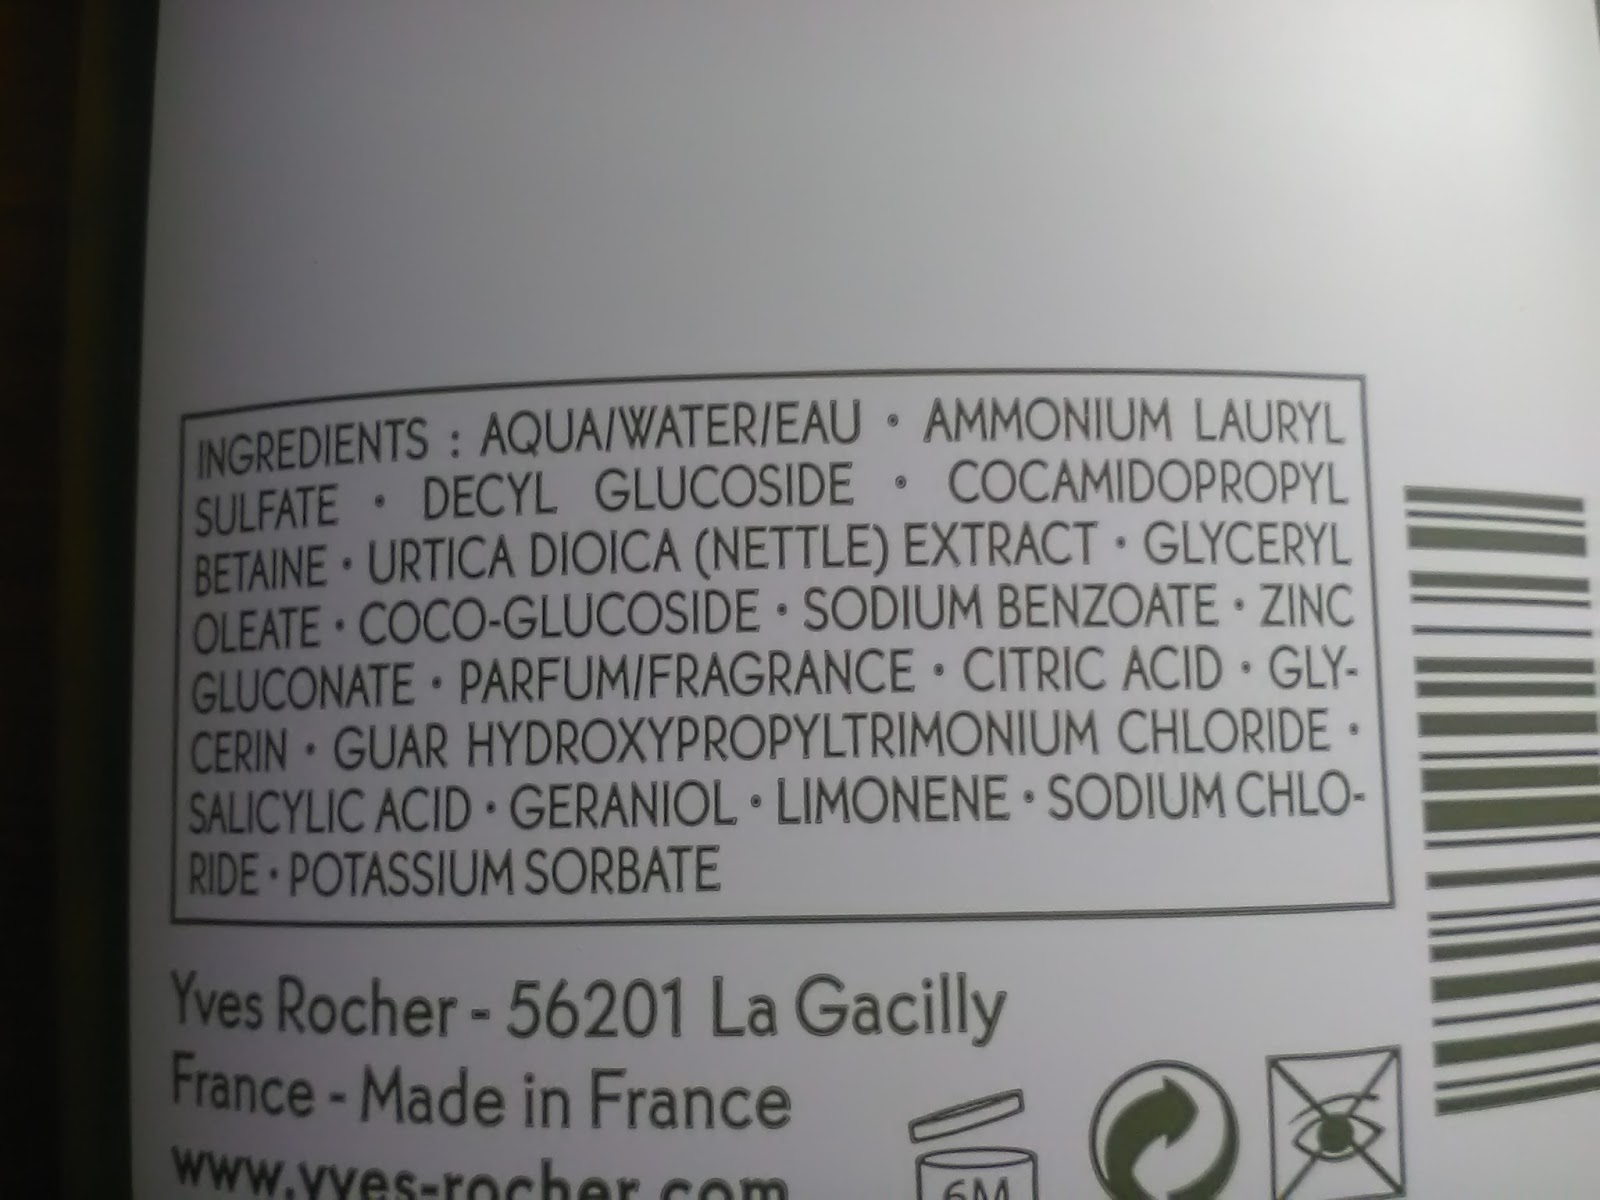 INGREDIENTS : AQUA/WATER/EAU • AMMONIUM LAURYL
SULFATE • DECYL GLUCOSIDE • COCAMIDOPROPYL
BETAINE • URTICA DIOICA (NETTLE) EXTRACT • GLYCERYL
OLEATE • COCO-GLUCOSIDE • SODIUM BENZOATE • ZINC
GLUCONATE • PARFUM/FRAGRANCE • CITRIC ACID • GLY-
CERIN • GUAR HYDROXYPROPYLTRIMONIUM CHLORIDE •
SALICYLIC ACID • GERANIOL • LIMONENE • SODIUM CHLO-
RIDE • POTASSIUM SORBATE
Yves Rocher - 56201 La Gacilly
France - Made in France
www.yves-rocher.com
6M